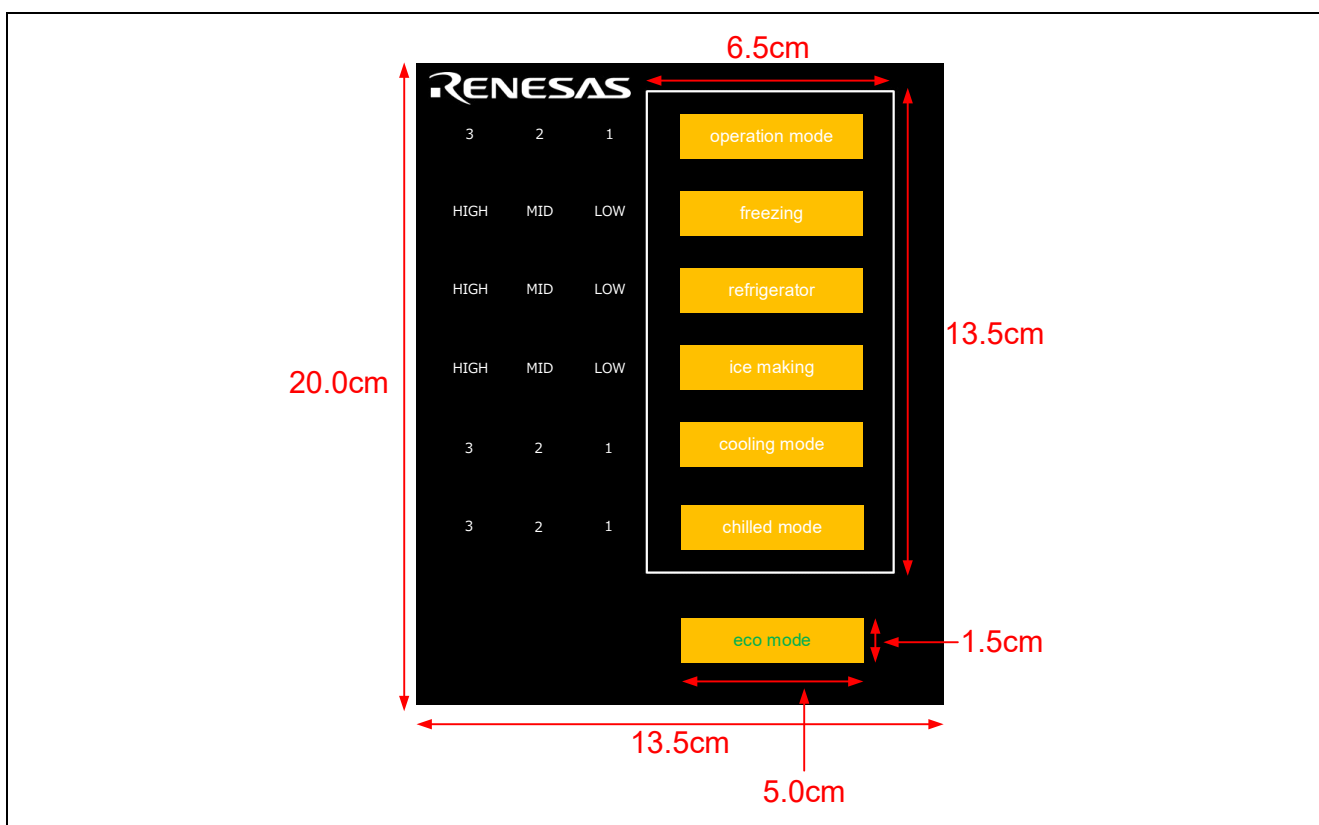 6.5cm
RENESAS
3 2 1 operation mode
HIGH MID LOW freezing
HIGH MID LOW refrigerator
13.5cm
20.0cm
HIGH MID LOW ice making
3 2 1 cooling mode
3 2 1 chilled mode
eco mode
1.5cm
13.5cm
5.0cm